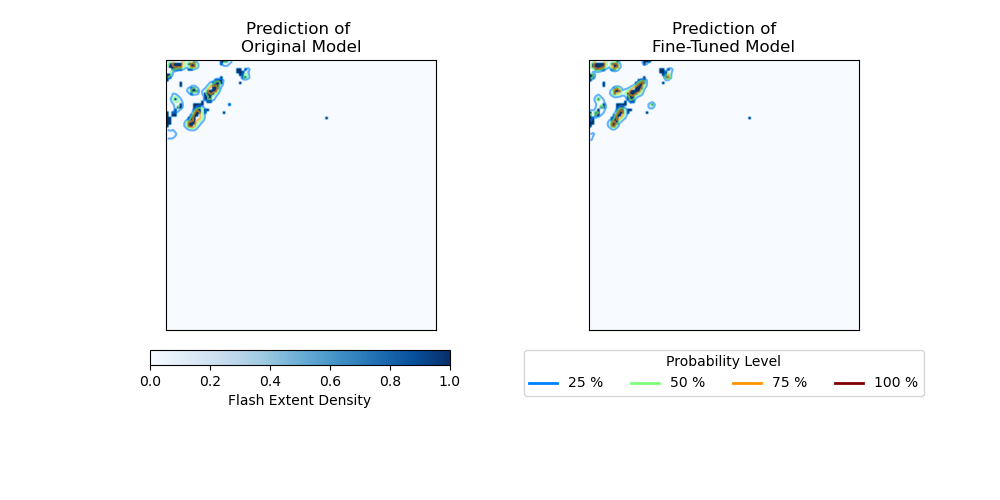 Prediction of
Original Model
Prediction of
Fine-Tuned Model
0.0 0.2 0.4 0.6 0.8 1.0
Flash Extent Density
Probability Level
25 % 50 % 75 % 100 %